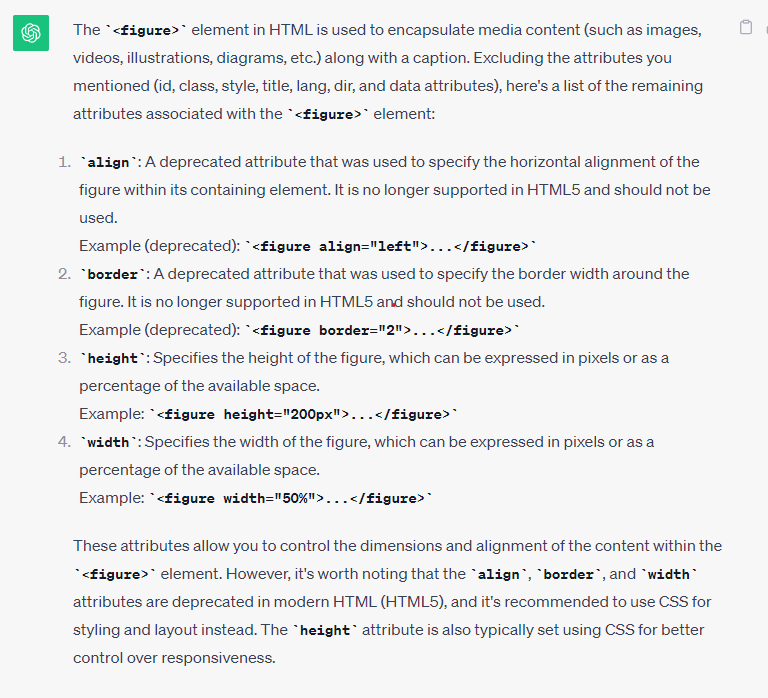 The `<figure>` element in HTML is used to encapsulate media content (such as images,
videos, illustrations, diagrams, etc.) along with a caption. Excluding the attributes you
mentioned (id, class, style, title, lang, dir, and data attributes), here's a list of the remaining
attributes associated with the `<figure>` element:
1. `align`: A deprecated attribute that was used to specify the horizontal alignment of the
figure within its containing element. It is no longer supported in HTML5 and should not be
used.
Example (deprecated): `<figure align="left">...</figure>`
2. `border`: A deprecated attribute that was used to specify the border width around the
figure. It is no longer supported in HTML5 and should not be used.
Example (deprecated): `<figure border="2">...</figure>`
3. `height`: Specifies the height of the figure, which can be expressed in pixels or as a
percentage of the available space.
Example: `<figure height="200px">...</figure>`
4. `width`: Specifies the width of the figure, which can be expressed in pixels or as a
percentage of the available space.
Example: `<figure width="50%">...</figure>`
These attributes allow you to control the dimensions and alignment of the content within the
`<figure>` element. However, it's worth noting that the `align`, `border`, and `width`
attributes are deprecated in modern HTML (HTML5), and it's recommended to use CSS for
styling and layout instead. The `height` attribute is also typically set using CSS for better
control over responsiveness.